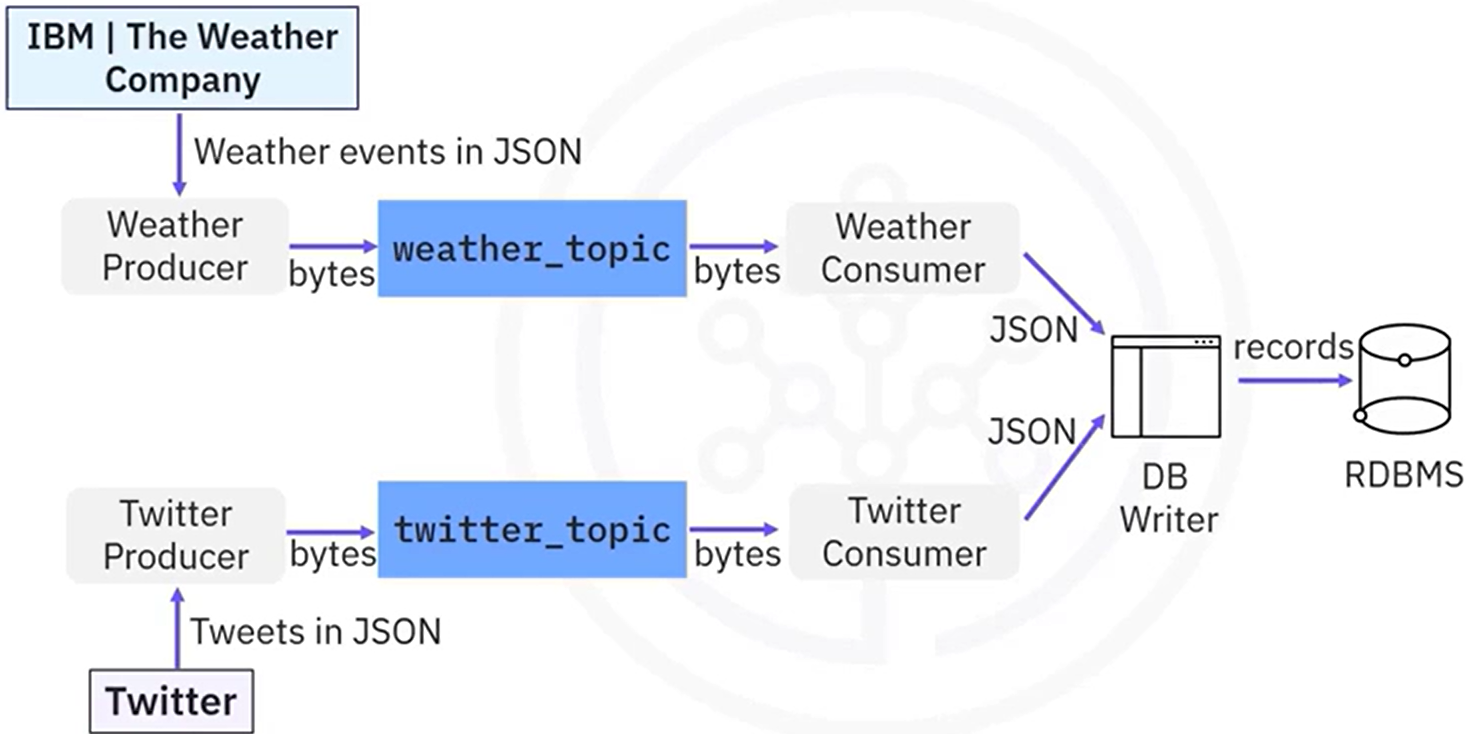 IBM | The Weather
Company
Weather events in JSON
Weather
Producer
bytes
weather_topic
bytes
Weather
Consumer
JSON
records
JSON
DB
Writer
RDBMS
Twitter
Producer
bytes
twitter_topic
bytes
Twitter
Consumer
Tweets in JSON
Twitter